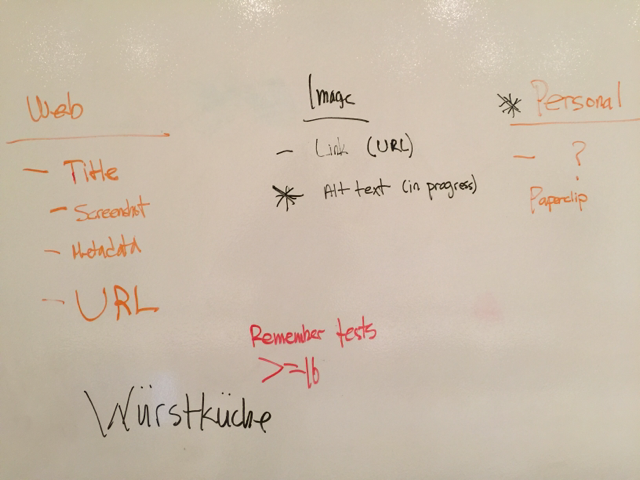 Web
- Title
- Screenshot
- Metadata
- URL
Image
- Link (URL)
* Alt text (in progress)
* Personal
- ?
Paperclip
Remember tests
>=16
Würstküche